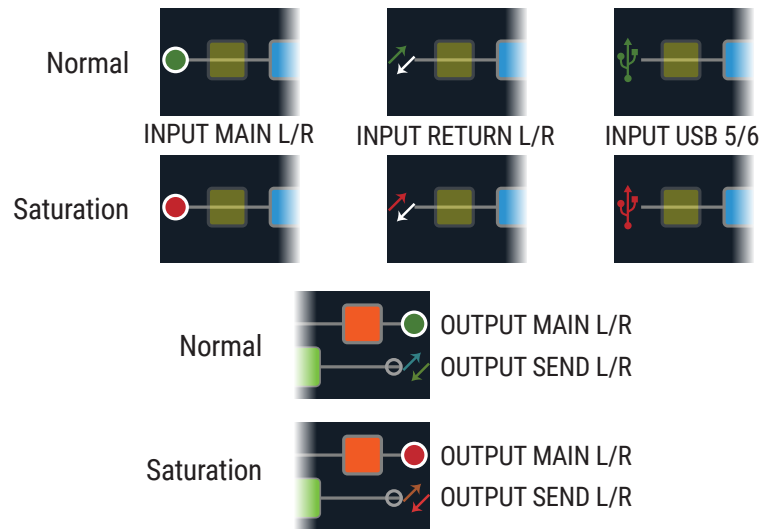 Normal
INPUT MAIN L/R
INPUT RETURN L/R
INPUT USB 5/6
Saturation
Normal
OUTPUT MAIN L/R
OUTPUT SEND L/R
Saturation
OUTPUT MAIN L/R
OUTPUT SEND L/R